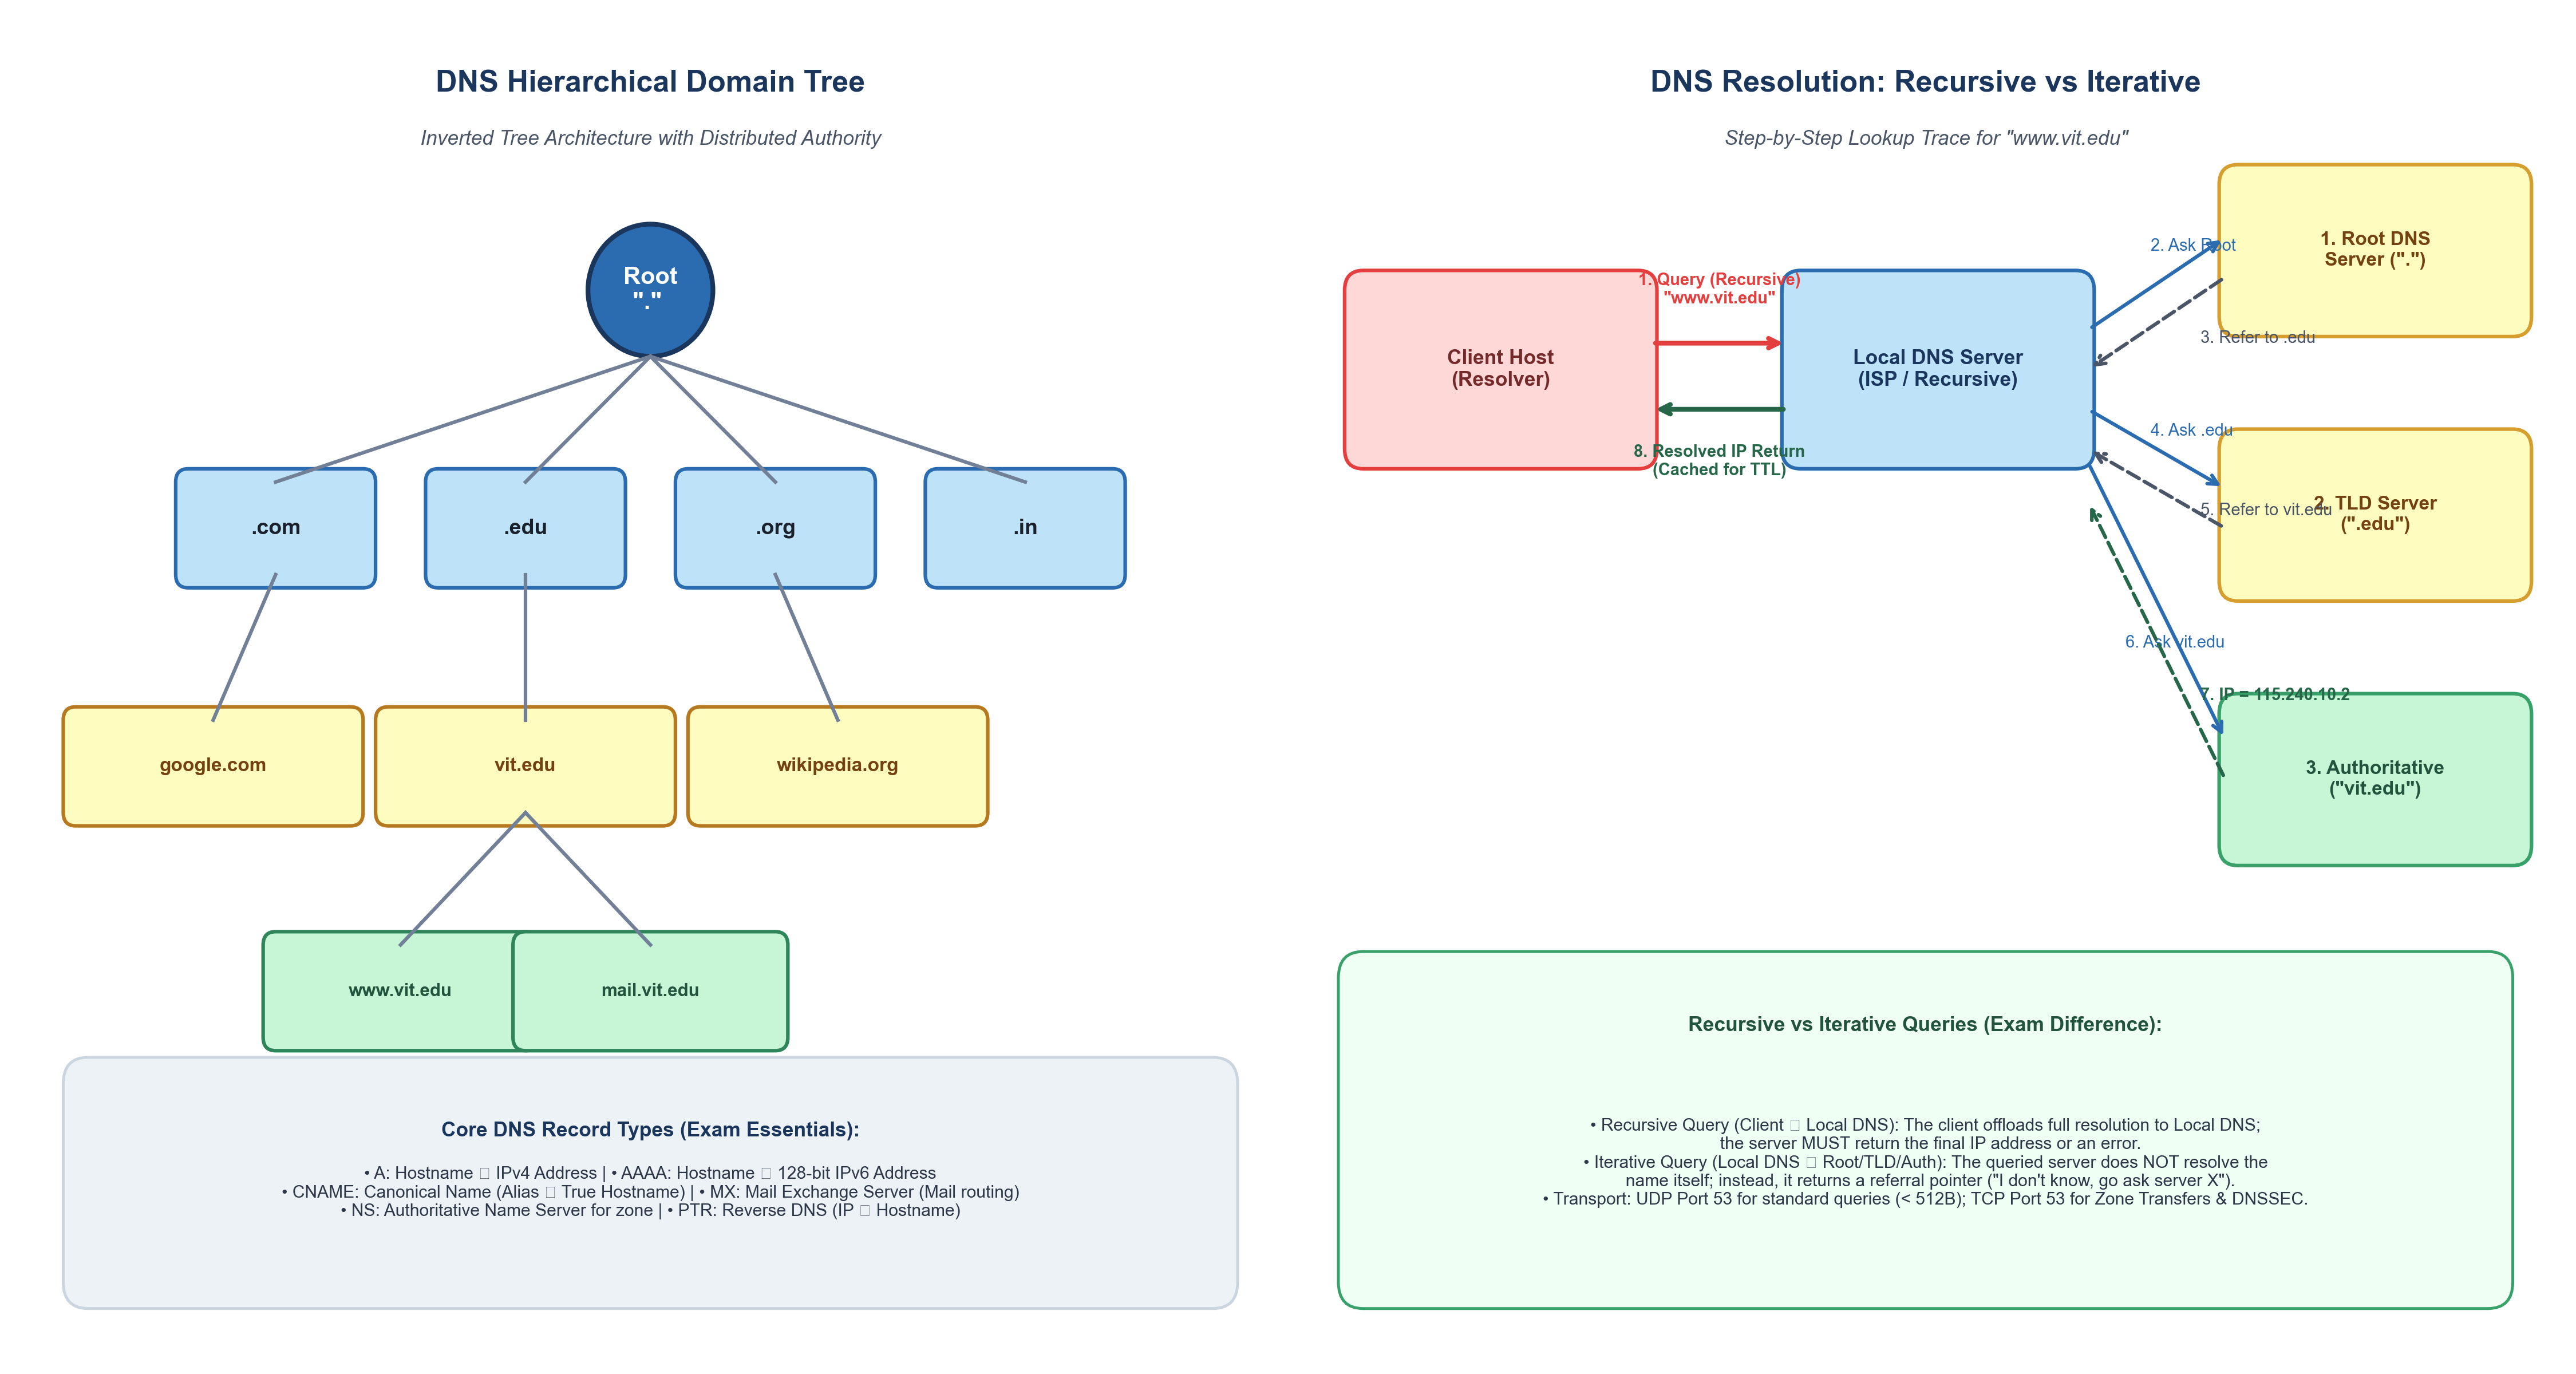 DNS Hierarchical Domain Tree
Inverted Tree Architecture with Distributed Authority
Root
"."
.com
.edu
.org
.in
google.com
vit.edu
wikipedia.org
www.vit.edu
mail.vit.edu
Core DNS Record Types (Exam Essentials):
• A: Hostname ▯ IPv4 Address | • AAAA: Hostname ▯ 128-bit IPv6 Address
• CNAME: Canonical Name (Alias ▯ True Hostname) | • MX: Mail Exchange Server (Mail routing)
• NS: Authoritative Name Server for zone | • PTR: Reverse DNS (IP ▯ Hostname)
DNS Resolution: Recursive vs Iterative
Step-by-Step Lookup Trace for "www.vit.edu"
Client Host
(Resolver)
1. Query (Recursive)
"www.vit.edu"
8. Resolved IP Return
(Cached for TTL)
Local DNS Server
(ISP / Recursive)
2. Ask Root
3. Refer to .edu
1. Root DNS
Server (".")
4. Ask .edu
5. Refer to vit.edu
2. TLD Server
(".edu")
6. Ask vit.edu
7. IP = 115.240.10.2
3. Authoritative
("vit.edu")
Recursive vs Iterative Queries (Exam Difference):
• Recursive Query (Client ▯ Local DNS): The client offloads full resolution to Local DNS;
the server MUST return the final IP address or an error.
• Iterative Query (Local DNS ▯ Root/TLD/Auth): The queried server does NOT resolve the
name itself; instead, it returns a referral pointer ("I don't know, go ask server X").
• Transport: UDP Port 53 for standard queries (< 512B); TCP Port 53 for Zone Transfers & DNSSEC.